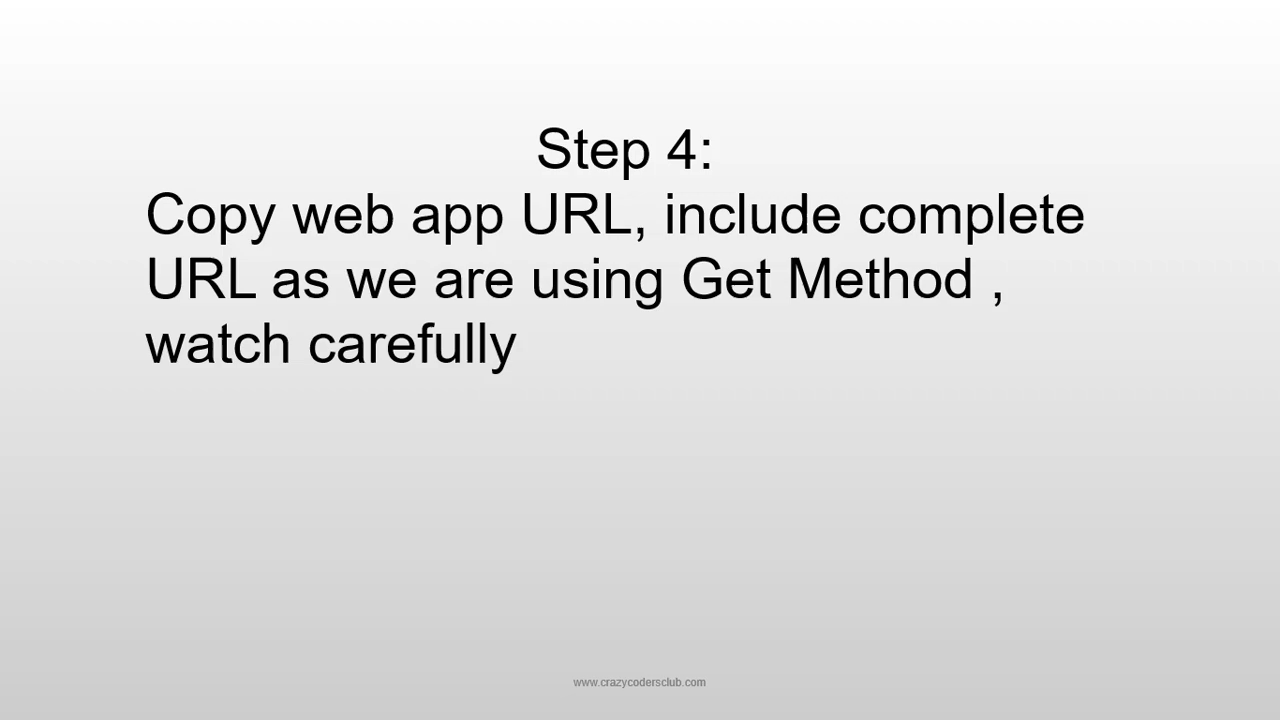 Step 4:
Copy web app URL, include complete
URL as we are using Get Method ,
watch carefully
www.crazycodersclub.com